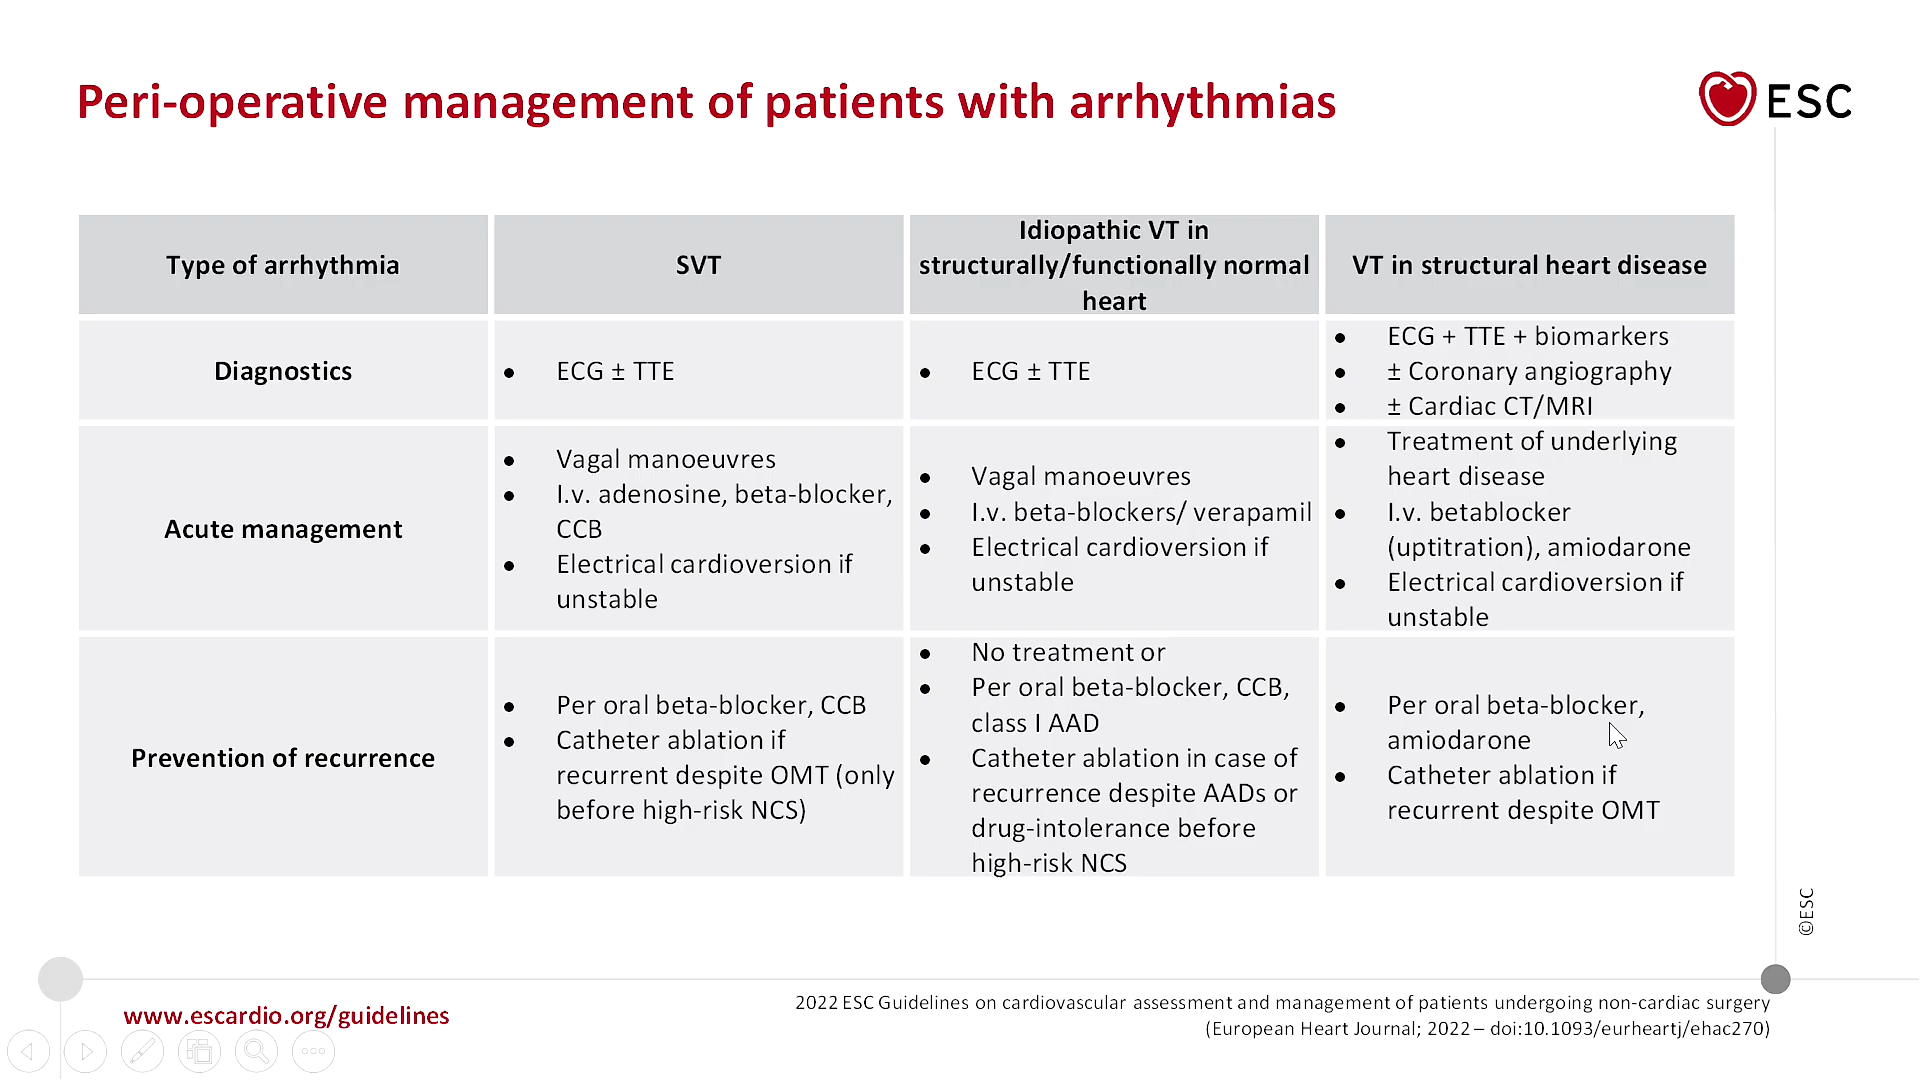 Peri-operative management of patients with arrhythmias
ESC
Type of arrhythmia
SVT
Idiopathic VT in
structurally/functionally normal
heart
VT in structural heart disease
Diagnostics
• ECG ± TTE
• ECG ± TTE
• ECG + TTE + biomarkers
• ± Coronary angiography
• ± Cardiac CT/MRI
Acute management
• Vagal manoeuvres
• I.v. adenosine, beta-blocker,
CCB
• Electrical cardioversion if
unstable
• Vagal manoeuvres
• I.v. beta-blockers/ verapamil
• Electrical cardioversion if
unstable
• Treatment of underlying
heart disease
• I.v. betablocker
(uptitration), amiodarone
• Electrical cardioversion if
unstable
Prevention of recurrence
• Per oral beta-blocker, CCB
• Catheter ablation if
recurrent despite OMT (only
before high-risk NCS)
• No treatment or
• Per oral beta-blocker, CCB,
class I AAD
• Catheter ablation in case of
recurrence despite AADs or
drug-intolerance before
high-risk NCS
• Per oral beta-blocker,
amiodarone
• Catheter ablation if
recurrent despite OMT
©ESC
www.escardio.org/guidelines
2022 ESC Guidelines on cardiovascular assessment and management of patients undergoing non-cardiac surgery
(European Heart Journal; 2022 – doi:10.1093/eurheartj/ehac270)